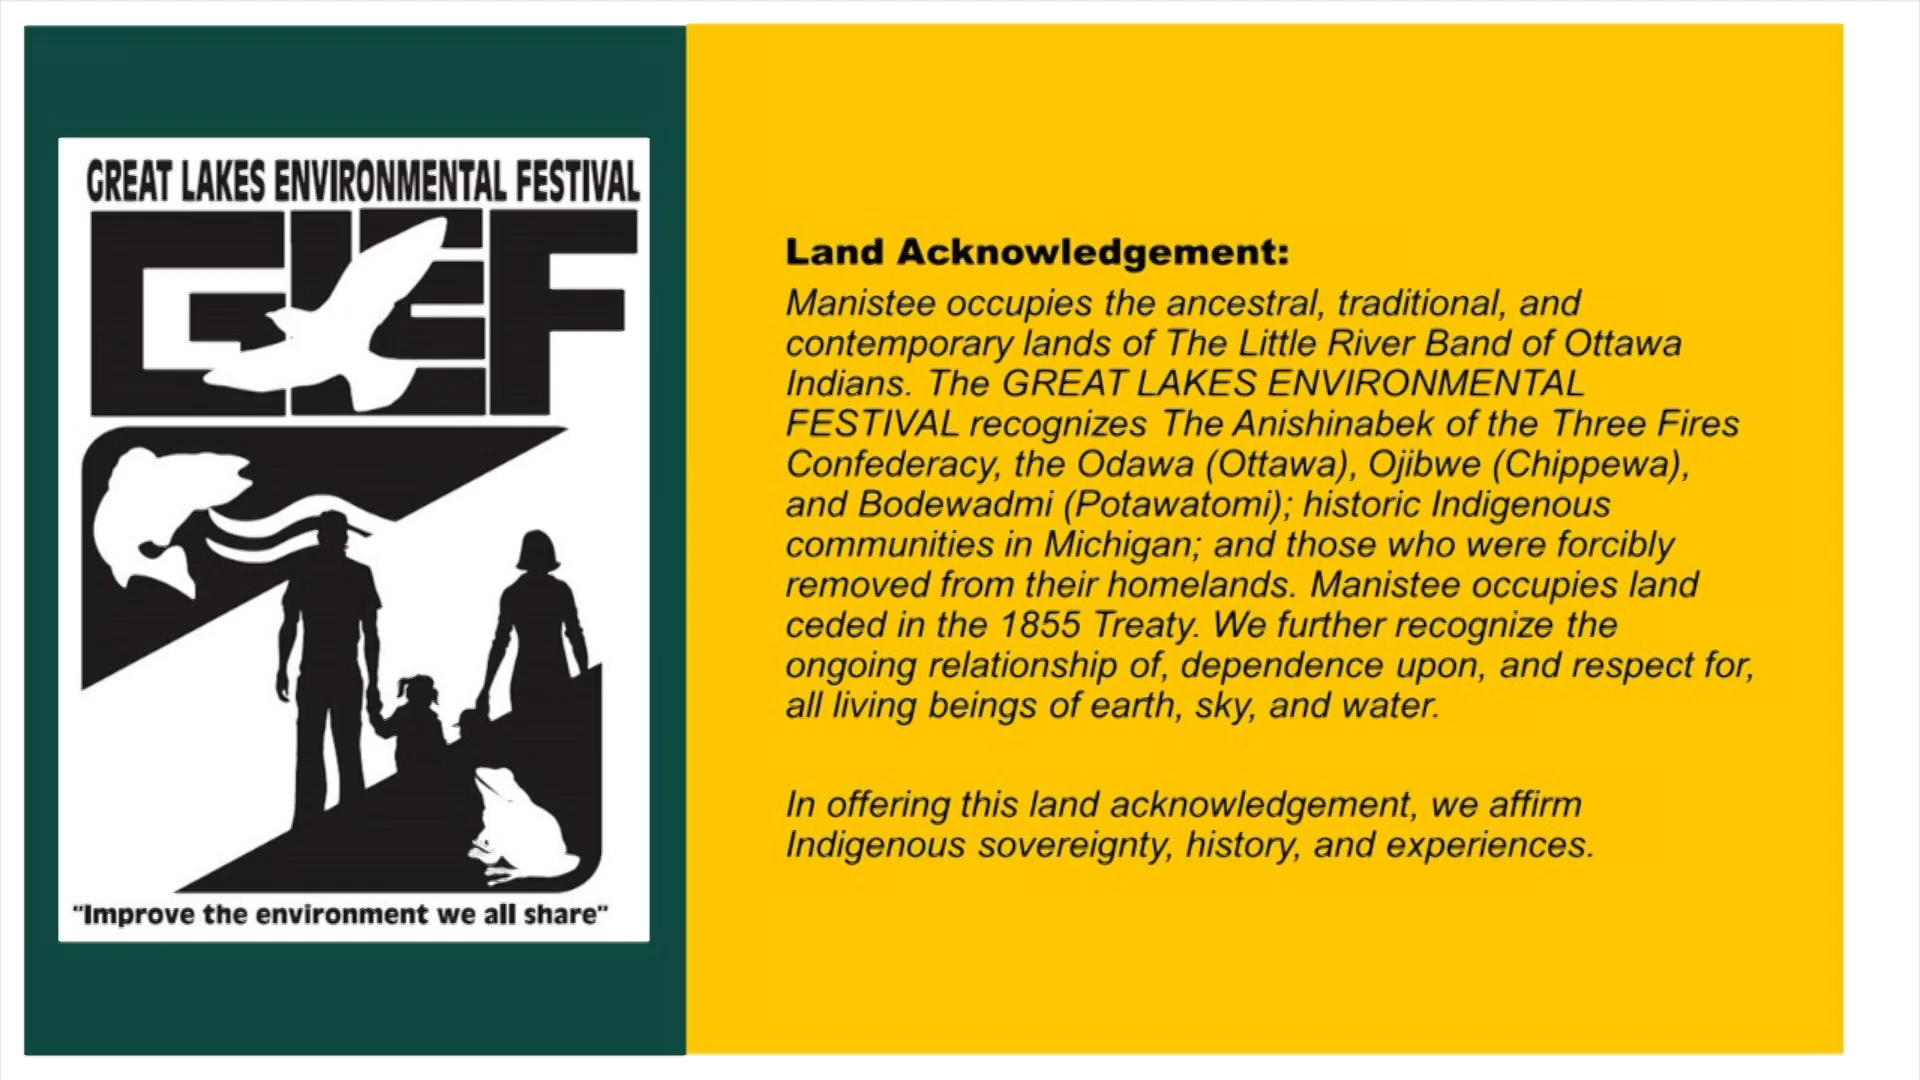 GREAT LAKES ENVIRONMENTAL FESTIVAL
GLEF
"Improve the environment we all share"
Land Acknowledgement:
Manistee occupies the ancestral, traditional, and
contemporary lands of The Little River Band of Ottawa
Indians. The GREAT LAKES ENVIRONMENTAL
FESTIVAL recognizes The Anishinabek of the Three Fires
Confederacy, the Odawa (Ottawa), Ojibwe (Chippewa),
and Bodewadmi (Potawatomi); historic Indigenous
communities in Michigan; and those who were forcibly
removed from their homelands. Manistee occupies land
ceded in the 1855 Treaty. We further recognize the
ongoing relationship of, dependence upon, and respect for,
all living beings of earth, sky, and water.
In offering this land acknowledgement, we affirm
Indigenous sovereignty, history, and experiences.